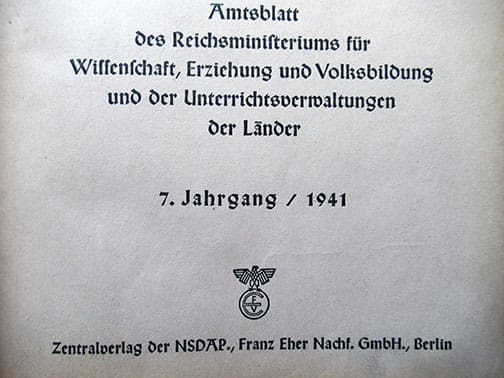 Amtsblatt
des Reichsministeriums für
Wissenschaft, Erziehung und Volksbildung
und der Unterrichtsverwaltungen
der Länder
7. Jahrgang / 1941
FEV
Zentralverlag der NSDAP., Franz Eher Nachf. GmbH., Berlin